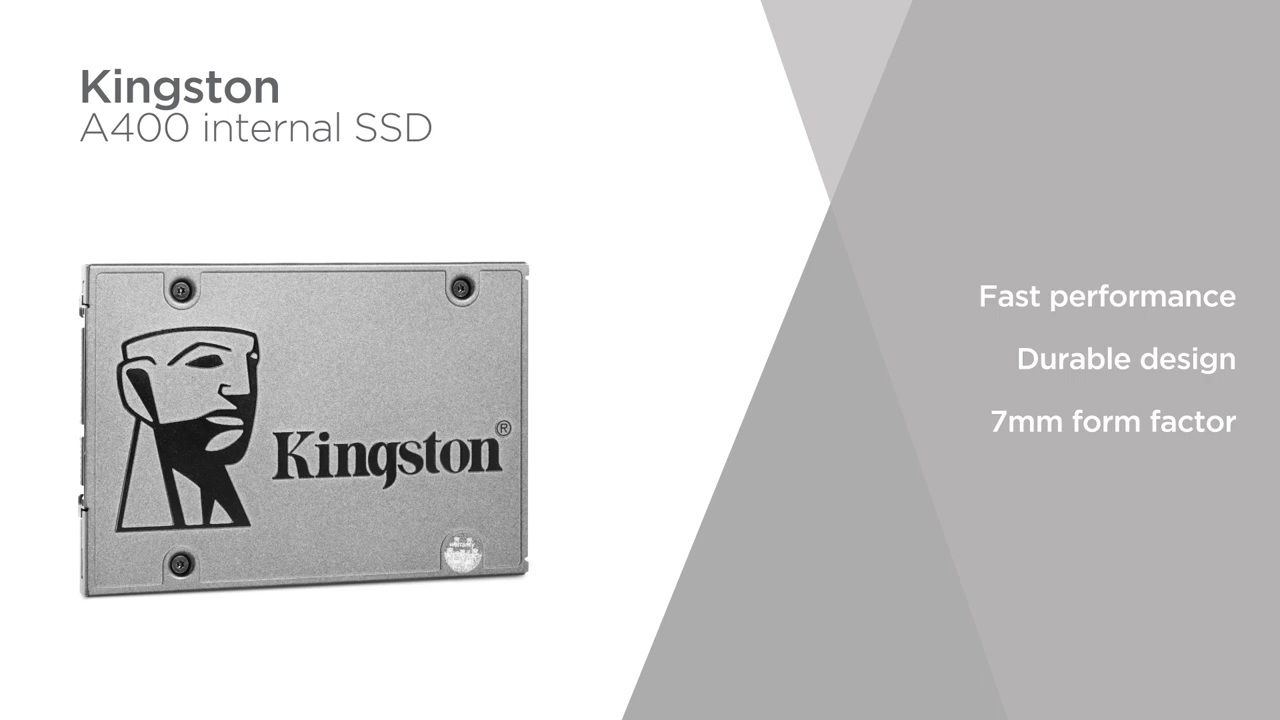 Kingston
A400 internal SSD
Kingston®
Fast performance
Durable design
7mm form factor